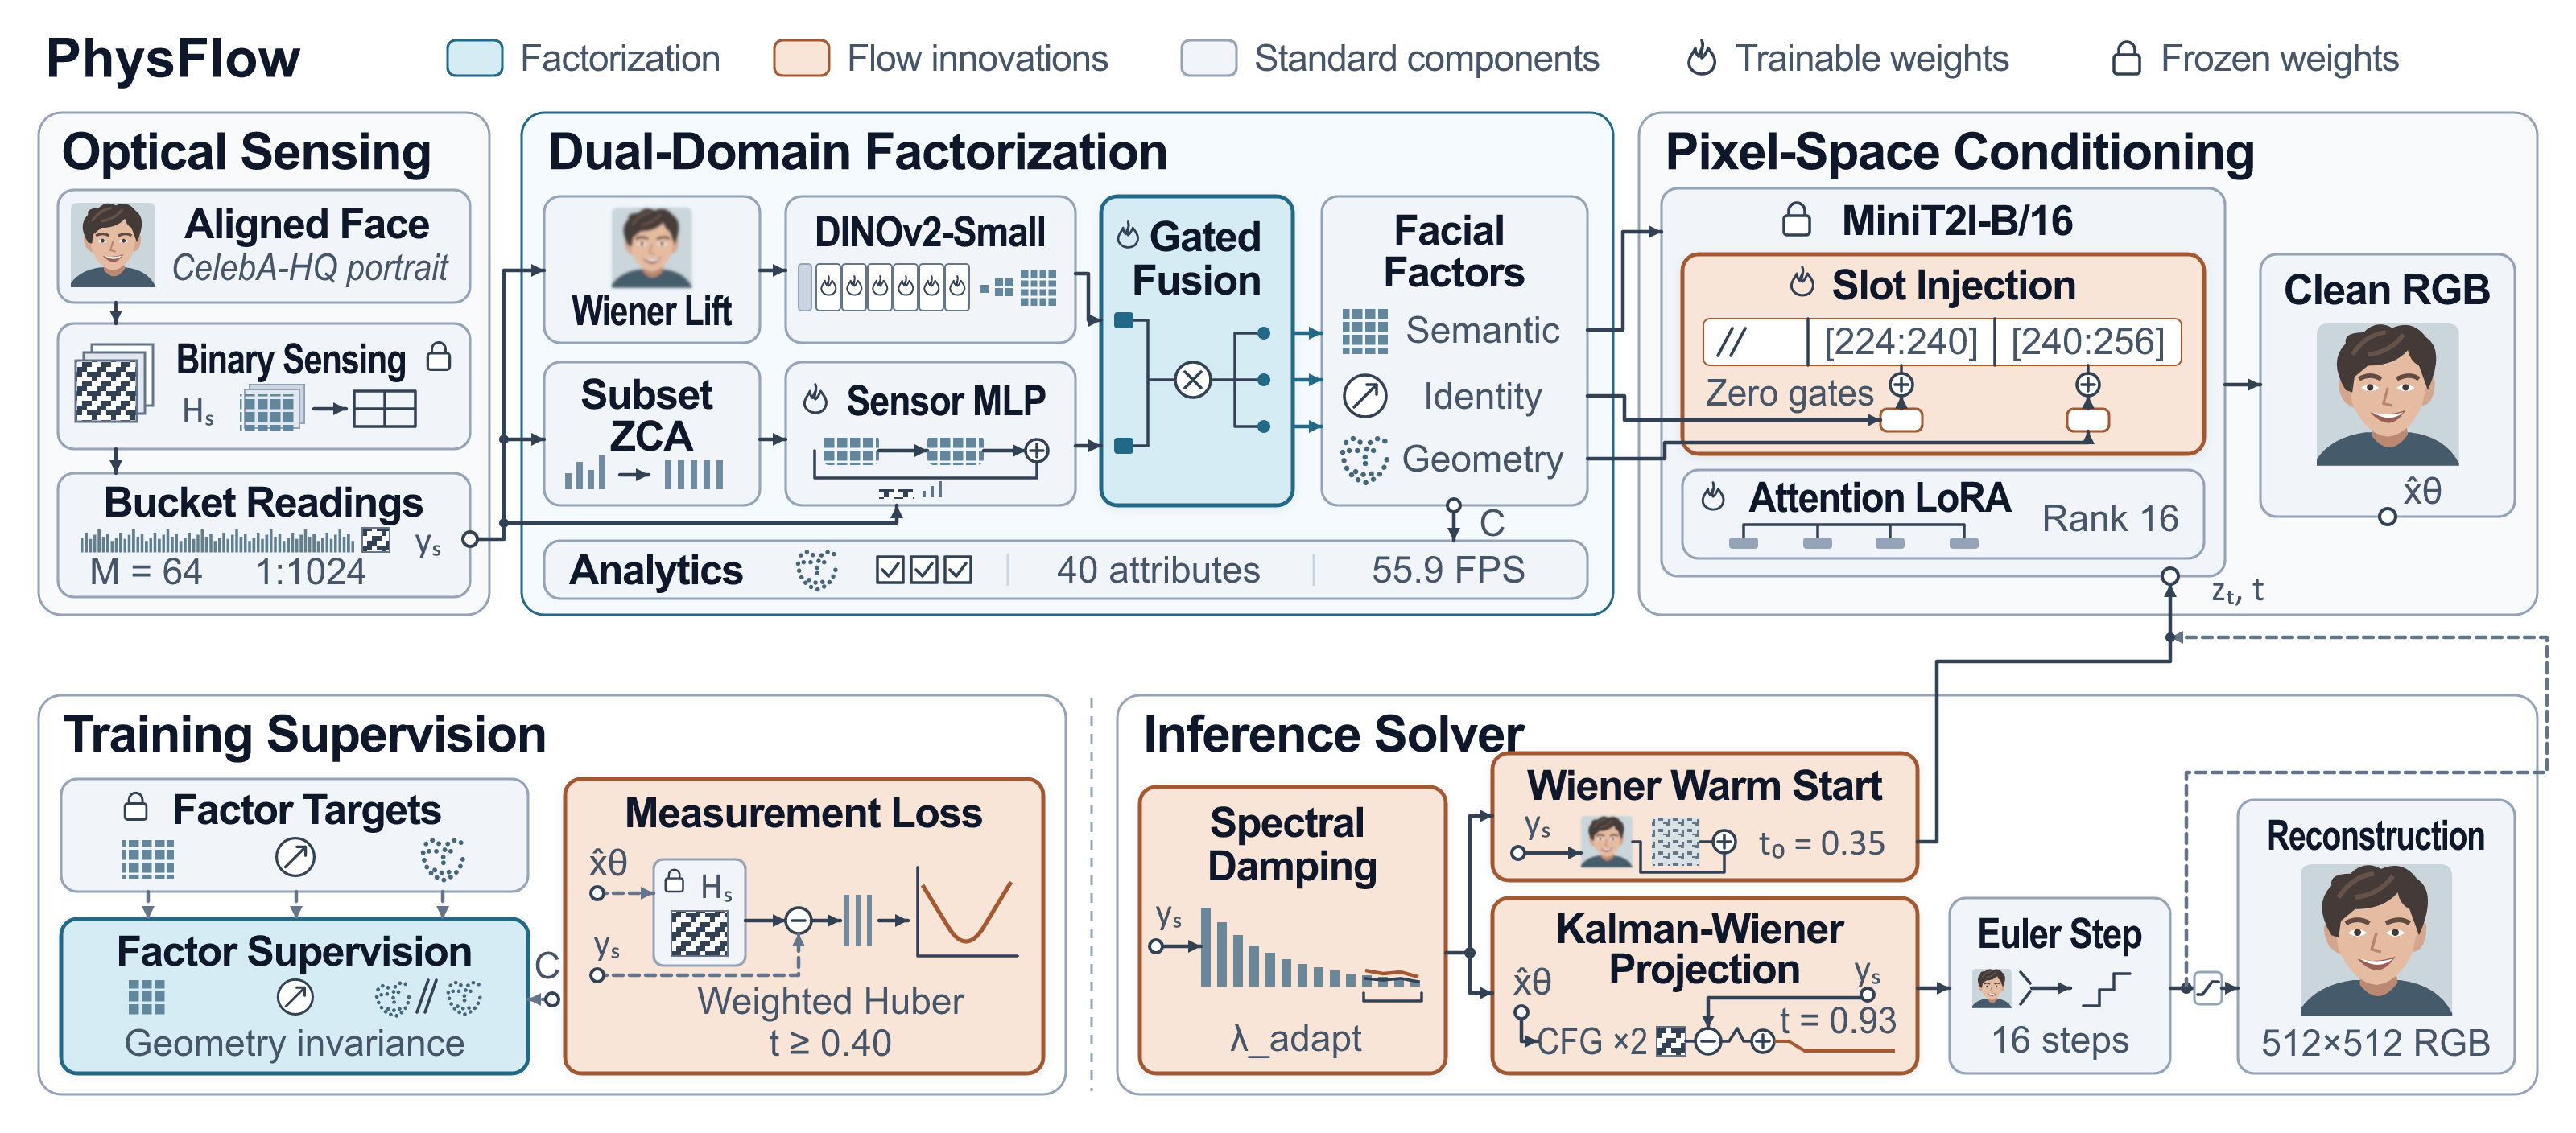 PhysFlow
Factorization
Flow innovations
Standard components
Trainable weights
Frozen weights
Optical Sensing
Aligned Face
CelebA-HQ portrait
Binary Sensing
Hₛ
Bucket Readings
yₛ
M = 64 1:1024
Dual-Domain Factorization
Wiener Lift
DINOv2-Small
Subset
ZCA
Sensor MLP
Gated
Fusion
Facial
Factors
Semantic
Identity
Geometry
C
Analytics
40 attributes
55.9 FPS
Pixel-Space Conditioning
MiniT2I-B/16
Slot Injection
// [224:240] [240:256]
Zero gates
Attention LoRA
Rank 16
Clean RGB
x̂θ
zₜ, t
Training Supervision
Factor Targets
Factor Supervision
//
Geometry invariance
C
Measurement Loss
x̂θ
Hₛ
yₛ
Weighted Huber
t ≥ 0.40
Inference Solver
Spectral
Damping
yₛ
λ_adapt
Wiener Warm Start
yₛ
t₀ = 0.35
Kalman-Wiener
Projection
x̂θ
yₛ
CFG ×2
t = 0.93
Euler Step
16 steps
Reconstruction
512×512 RGB